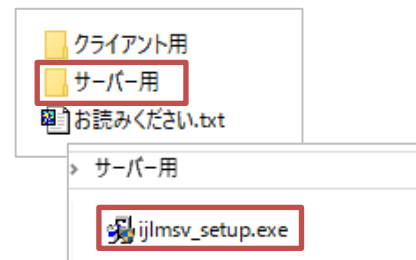 クライアント用
サーバー用
お読みください.txt
> サーバー用
ijlmsv_setup.exe